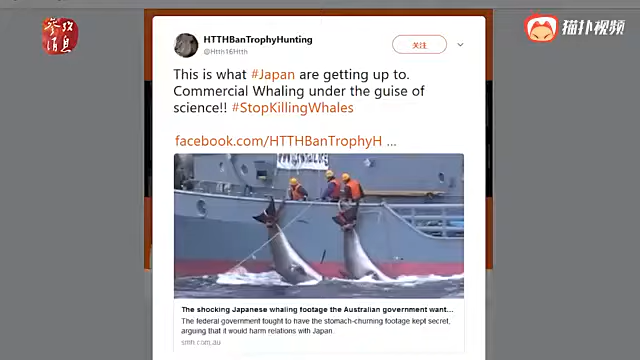 参考消息
猫扑视频
HTTHBanTrophyHunting
@Htth16Htth
关注
This is what #Japan are getting up to.
Commercial Whaling under the guise of
science!! #StopKillingWhales
facebook.com/HTTHBanTrophyH ...
The shocking Japanese whaling footage the Australian government want...
The federal government fought to have the stomach-churning footage kept secret,
arguing that it would harm relations with Japan.
smh.com.au